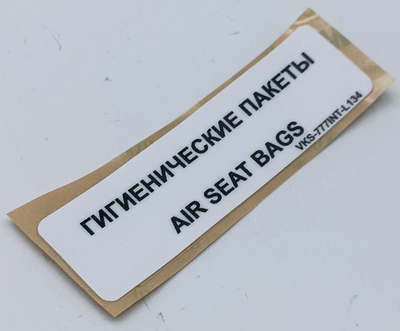 ГИГИЕНИЧЕСКИЕ ПАКЕТЫ
AIR SEAT BAGS
VKS-777INT-L134